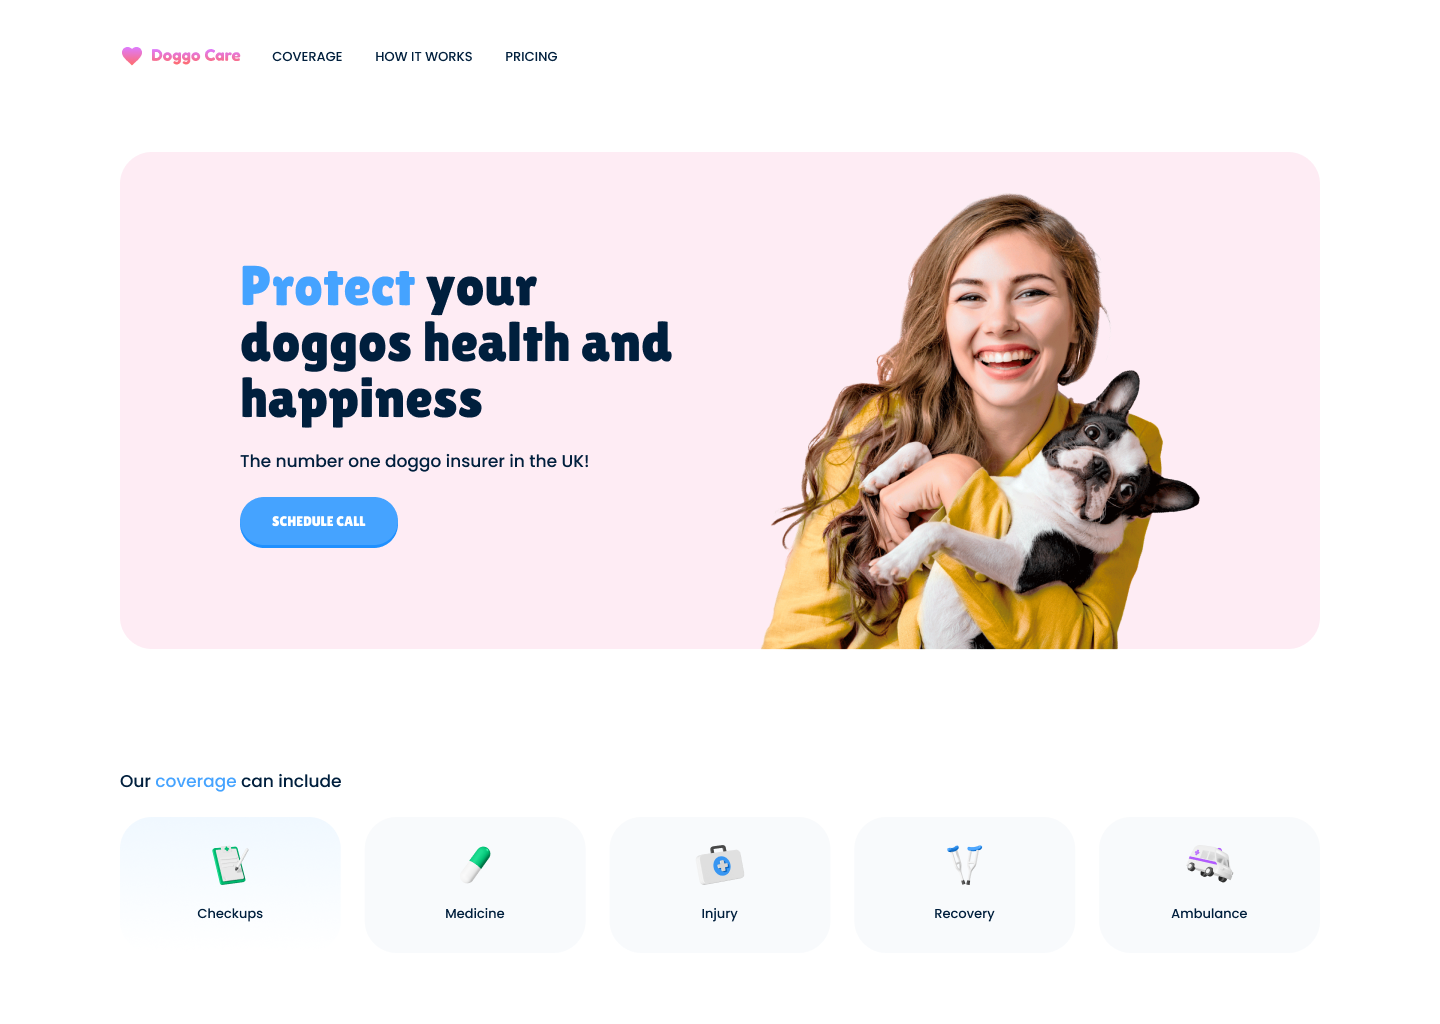 Doggo Care COVERAGE HOW IT WORKS PRICING
Protect your
doggos health and
happiness
The number one doggo insurer in the UK!
SCHEDULE CALL
Our coverage can include
Checkups Medicine Injury Recovery Ambulance